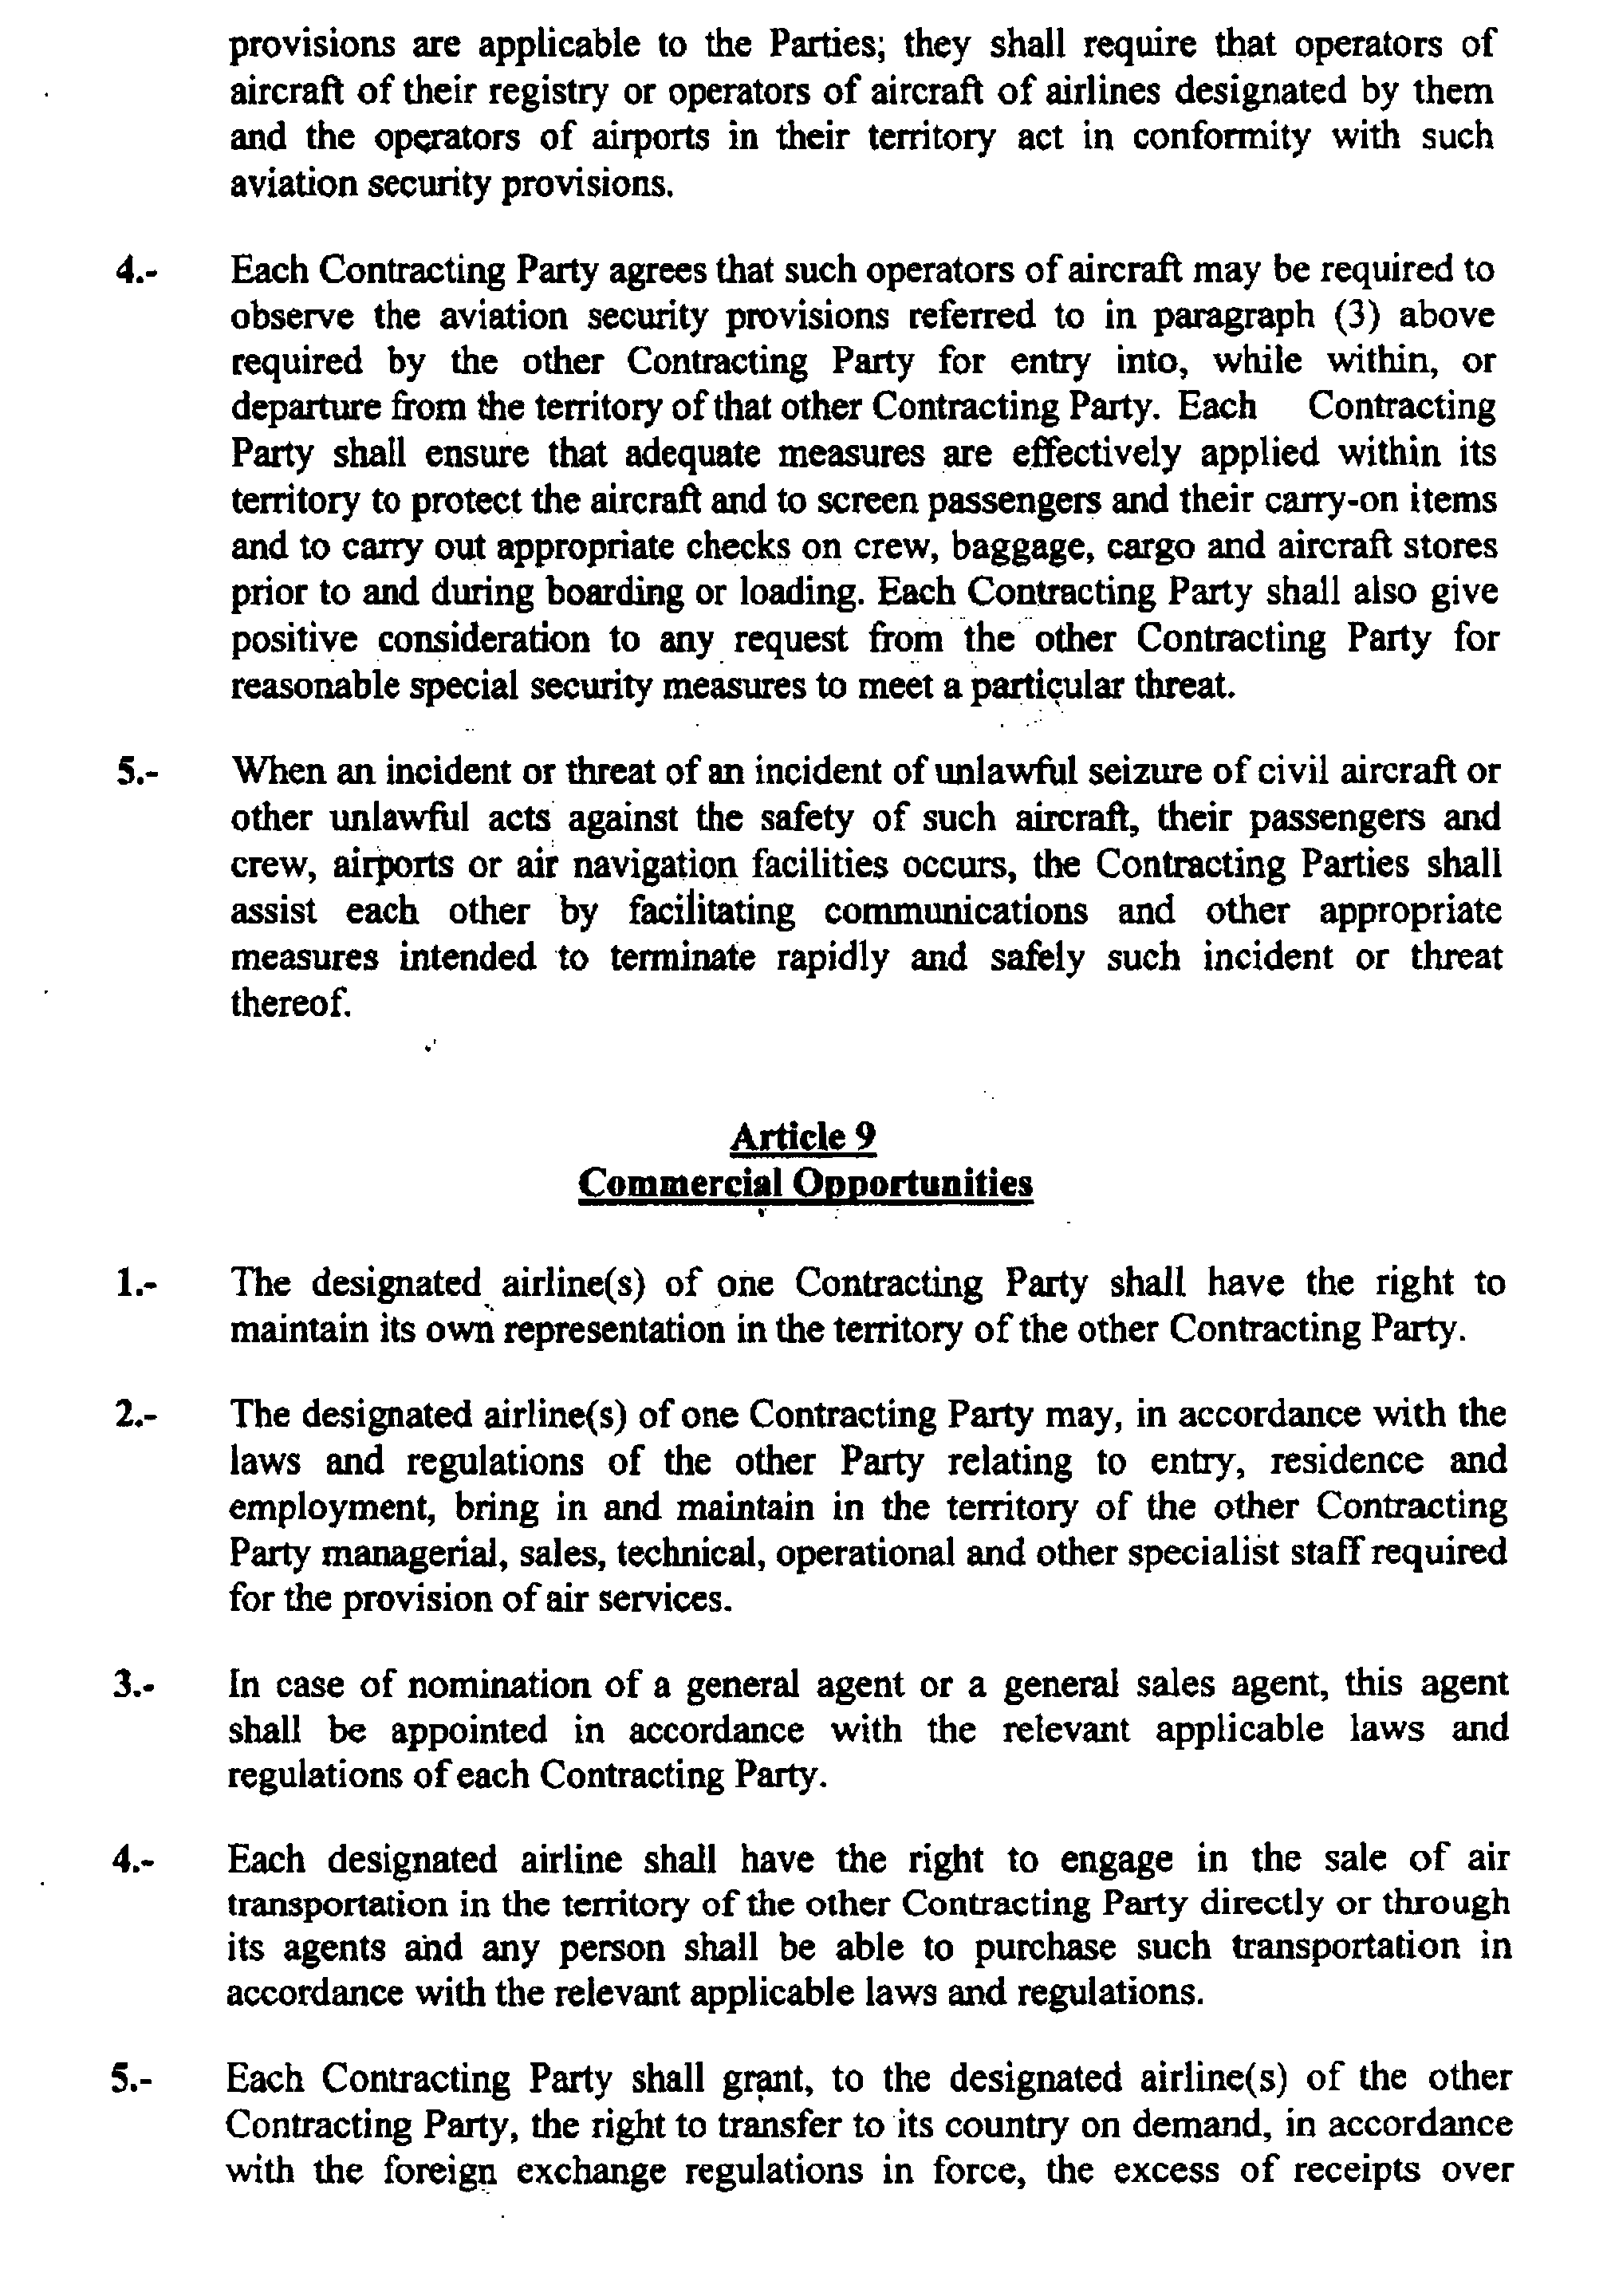 provisions are applicable to the Parties; they shall require that operators of
aircraft of their registry or operators of aircraft of airlines designated by them
and the operators of airports in their territory act in conformity with such
aviation security provisions.
4.- Each Contracting Party agrees that such operators of aircraft may be required to
observe the aviation security provisions referred to in paragraph (3) above
required by the other Contracting Party for entry into, while within, or
departure from the territory of that other Contracting Party. Each Contracting
Party shall ensure that adequate measures are effectively applied within its
territory to protect the aircraft and to screen passengers and their carry-on items
and to carry out appropriate checks on crew, baggage, cargo and aircraft stores
prior to and during boarding or loading. Each Contracting Party shall also give
positive consideration to any request from the other Contracting Party for
reasonable special security measures to meet a particular threat.
5.- When an incident or threat of an incident of unlawful seizure of civil aircraft or
other unlawful acts against the safety of such aircraft, their passengers and
crew, airports or air navigation facilities occurs, the Contracting Parties shall
assist each other by facilitating communications and other appropriate
measures intended to terminate rapidly and safely such incident or threat
thereof.
Article 9
Commercial Opportunities
1.- The designated airline(s) of one Contracting Party shall have the right to
maintain its own representation in the territory of the other Contracting Party.
2.- The designated airline(s) of one Contracting Party may, in accordance with the
laws and regulations of the other Party relating to entry, residence and
employment, bring in and maintain in the territory of the other Contracting
Party managerial, sales, technical, operational and other specialist staff required
for the provision of air services.
3.- In case of nomination of a general agent or a general sales agent, this agent
shall be appointed in accordance with the relevant applicable laws and
regulations of each Contracting Party.
4.- Each designated airline shall have the right to engage in the sale of air
transportation in the territory of the other Contracting Party directly or through
its agents and any person shall be able to purchase such transportation in
accordance with the relevant applicable laws and regulations.
5.- Each Contracting Party shall grant, to the designated airline(s) of the other
Contracting Party, the right to transfer to its country on demand, in accordance
with the foreign exchange regulations in force, the excess of receipts over